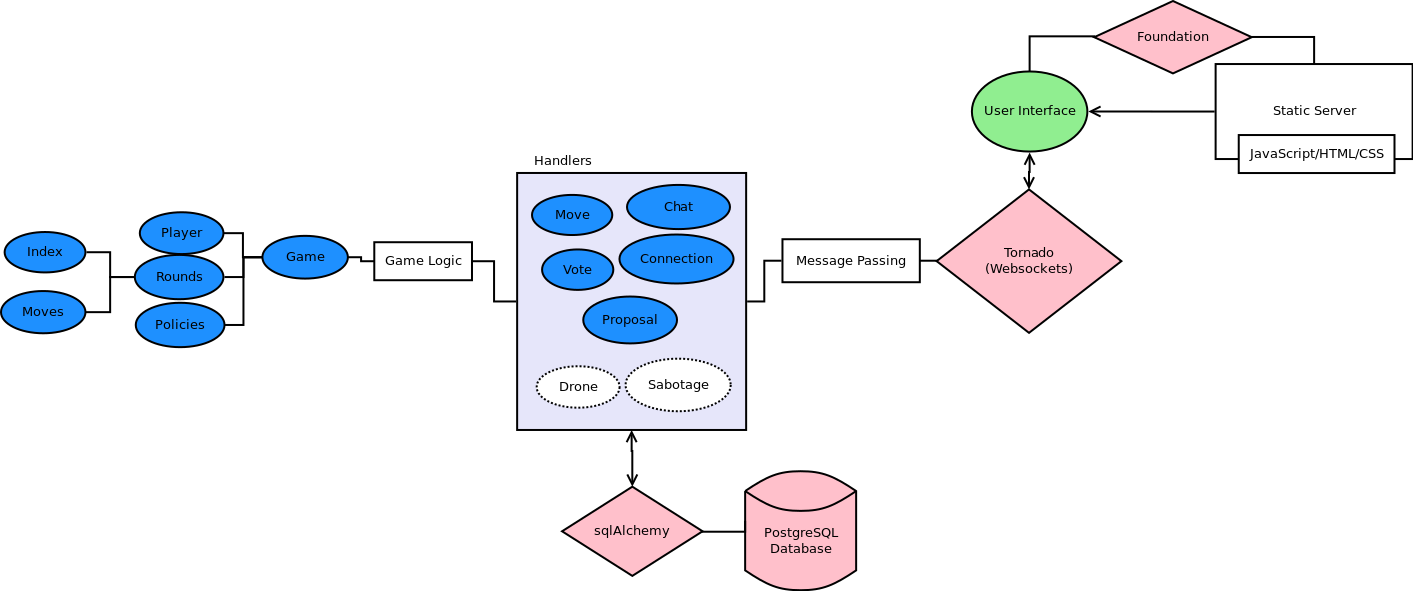 Foundation
User Interface
Static Server
JavaScript/HTML/CSS
Handlers
Move
Chat
Vote
Connection
Proposal
Drone
Sabotage
Index
Moves
Player
Rounds
Policies
Game
Game Logic
Message Passing
Tornado
(Websockets)
sqlAlchemy
PostgreSQL
Database